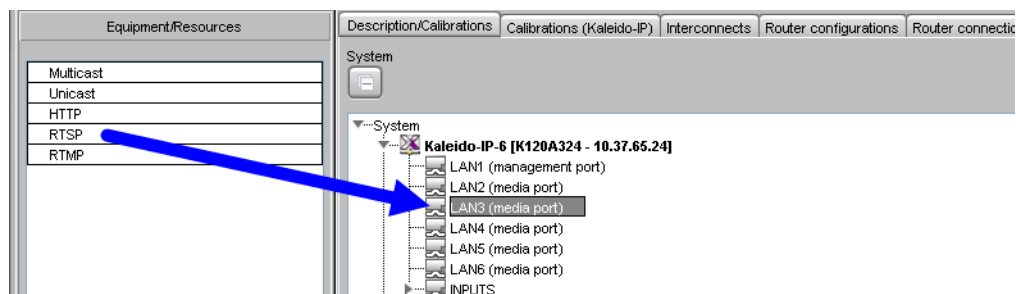 Equipment/Resources
Multicast
Unicast
HTTP
RTSP
RTMP
Description/Calibrations Calibrations (Kaleido-IP) Interconnects Router configurations Router connectio
System
System
Kaleido-IP-6 [K120A324 - 10.37.65.24]
LAN1 (management port)
LAN2 (media port)
LAN3 (media port)
LAN4 (media port)
LAN5 (media port)
LAN6 (media port)
INPUTS